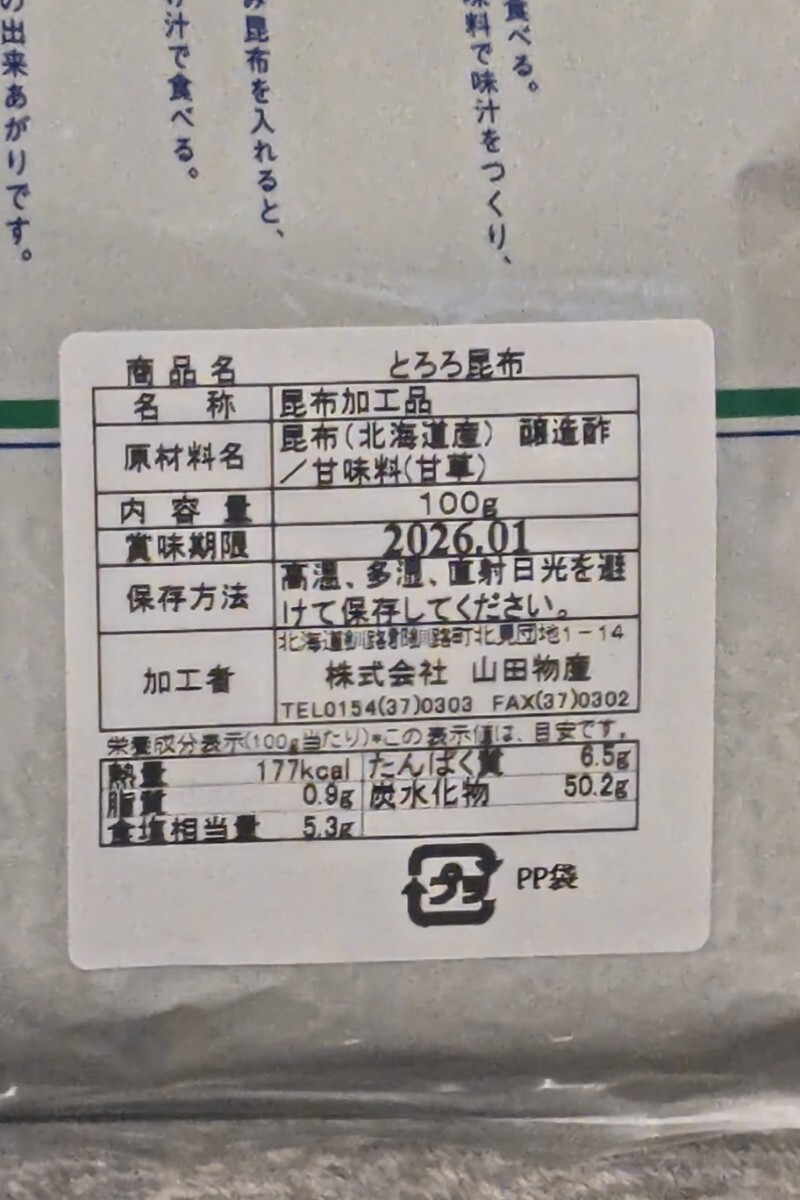 食べる。
味料で味汁をつくり、
み昆布を入れると、
汁で食べる。
の出来あがりです。
商品名 とろろ昆布
名称 昆布加工品
原材料名 昆布(北海道産) 醸造酢
/甘味料(甘草)
内容量 100g
賞味期限 2026.01
保存方法 高温、多湿、直射日光を避
けて保存してください。
北海道釧路郡釧路町北見団地1-14
加工者 株式会社 山田物産
TEL0154(37)0303 FAX(37)0302
栄養成分表示(100g当たり)*この表示値は、目安です。
熱量 177kcal たんぱく質 6.5g
脂質 0.9g 炭水化物 50.2g
食塩相当量 5.3g
プラ PP袋